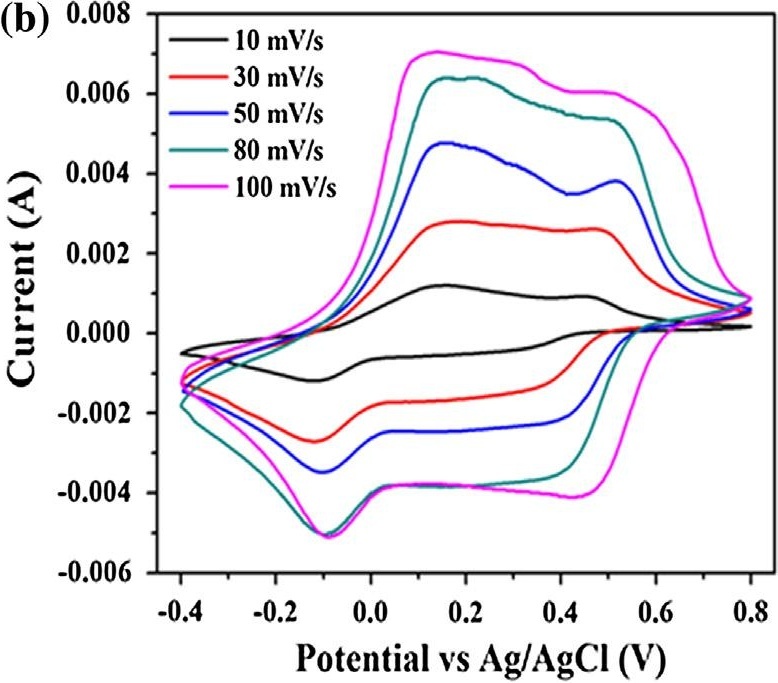 (b)
10 mV/s
30 mV/s
50 mV/s
80 mV/s
100 mV/s
Current (A)
0.008
0.006
0.004
0.002
0.000
-0.002
-0.004
-0.006
-0.4
-0.2
0.0
0.2
0.4
0.6
0.8
Potential vs Ag/AgCl (V)